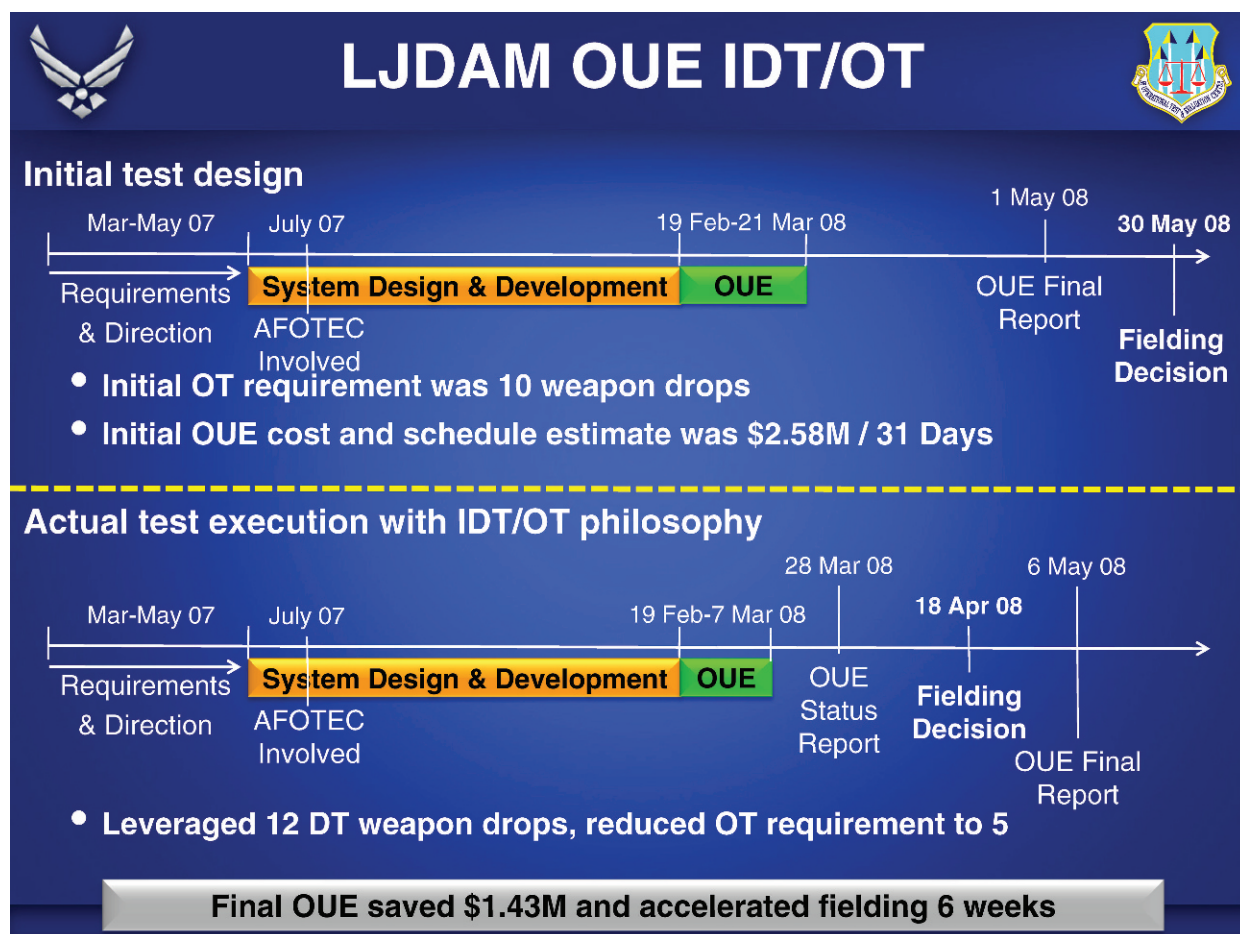 LJDAM OUE IDT/OT
OPERATIONAL TEST & EVALUATION CENTER
Initial test design
Mar-May 07
July 07
19 Feb-21 Mar 08
1 May 08
30 May 08
Requirements
& Direction
System Design & Development
OUE
AFOTEC
Involved
OUE Final
Report
Fielding
Decision
• Initial OT requirement was 10 weapon drops
• Initial OUE cost and schedule estimate was $2.58M / 31 Days
Actual test execution with IDT/OT philosophy
Mar-May 07
July 07
19 Feb-7 Mar 08
28 Mar 08
18 Apr 08
6 May 08
Requirements
& Direction
System Design & Development
OUE
AFOTEC
Involved
OUE
Status
Report
Fielding
Decision
OUE Final
Report
• Leveraged 12 DT weapon drops, reduced OT requirement to 5
Final OUE saved $1.43M and accelerated fielding 6 weeks